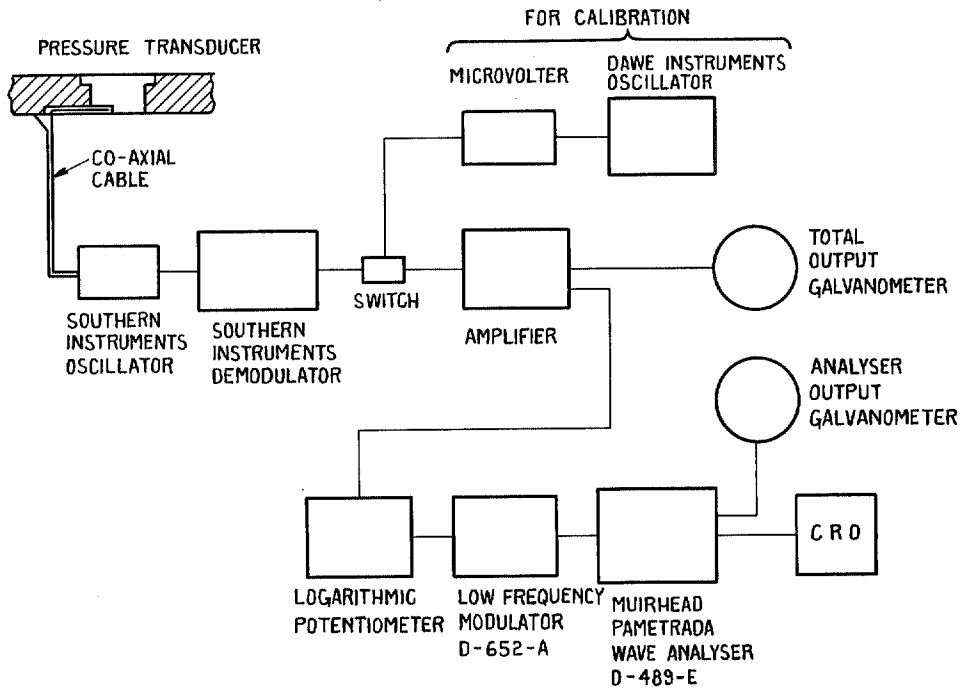 FOR CALIBRATION
PRESSURE TRANSDUCER
MICROVOLTER
DAWE INSTRUMENTS
OSCILLATOR
CO-AXIAL
CABLE
TOTAL
OUTPUT
GALVANOMETER
SWITCH
SOUTHERN
INSTRUMENTS
OSCILLATOR
SOUTHERN
INSTRUMENTS
DEMODULATOR
AMPLIFIER
ANALYSER
OUTPUT
GALVANOMETER
CRO
LOGARITHMIC
POTENTIOMETER
LOW FREQUENCY
MODULATOR
D-652-A
MUIRHEAD
PAMETRADA
WAVE ANALYSER
D-489-E